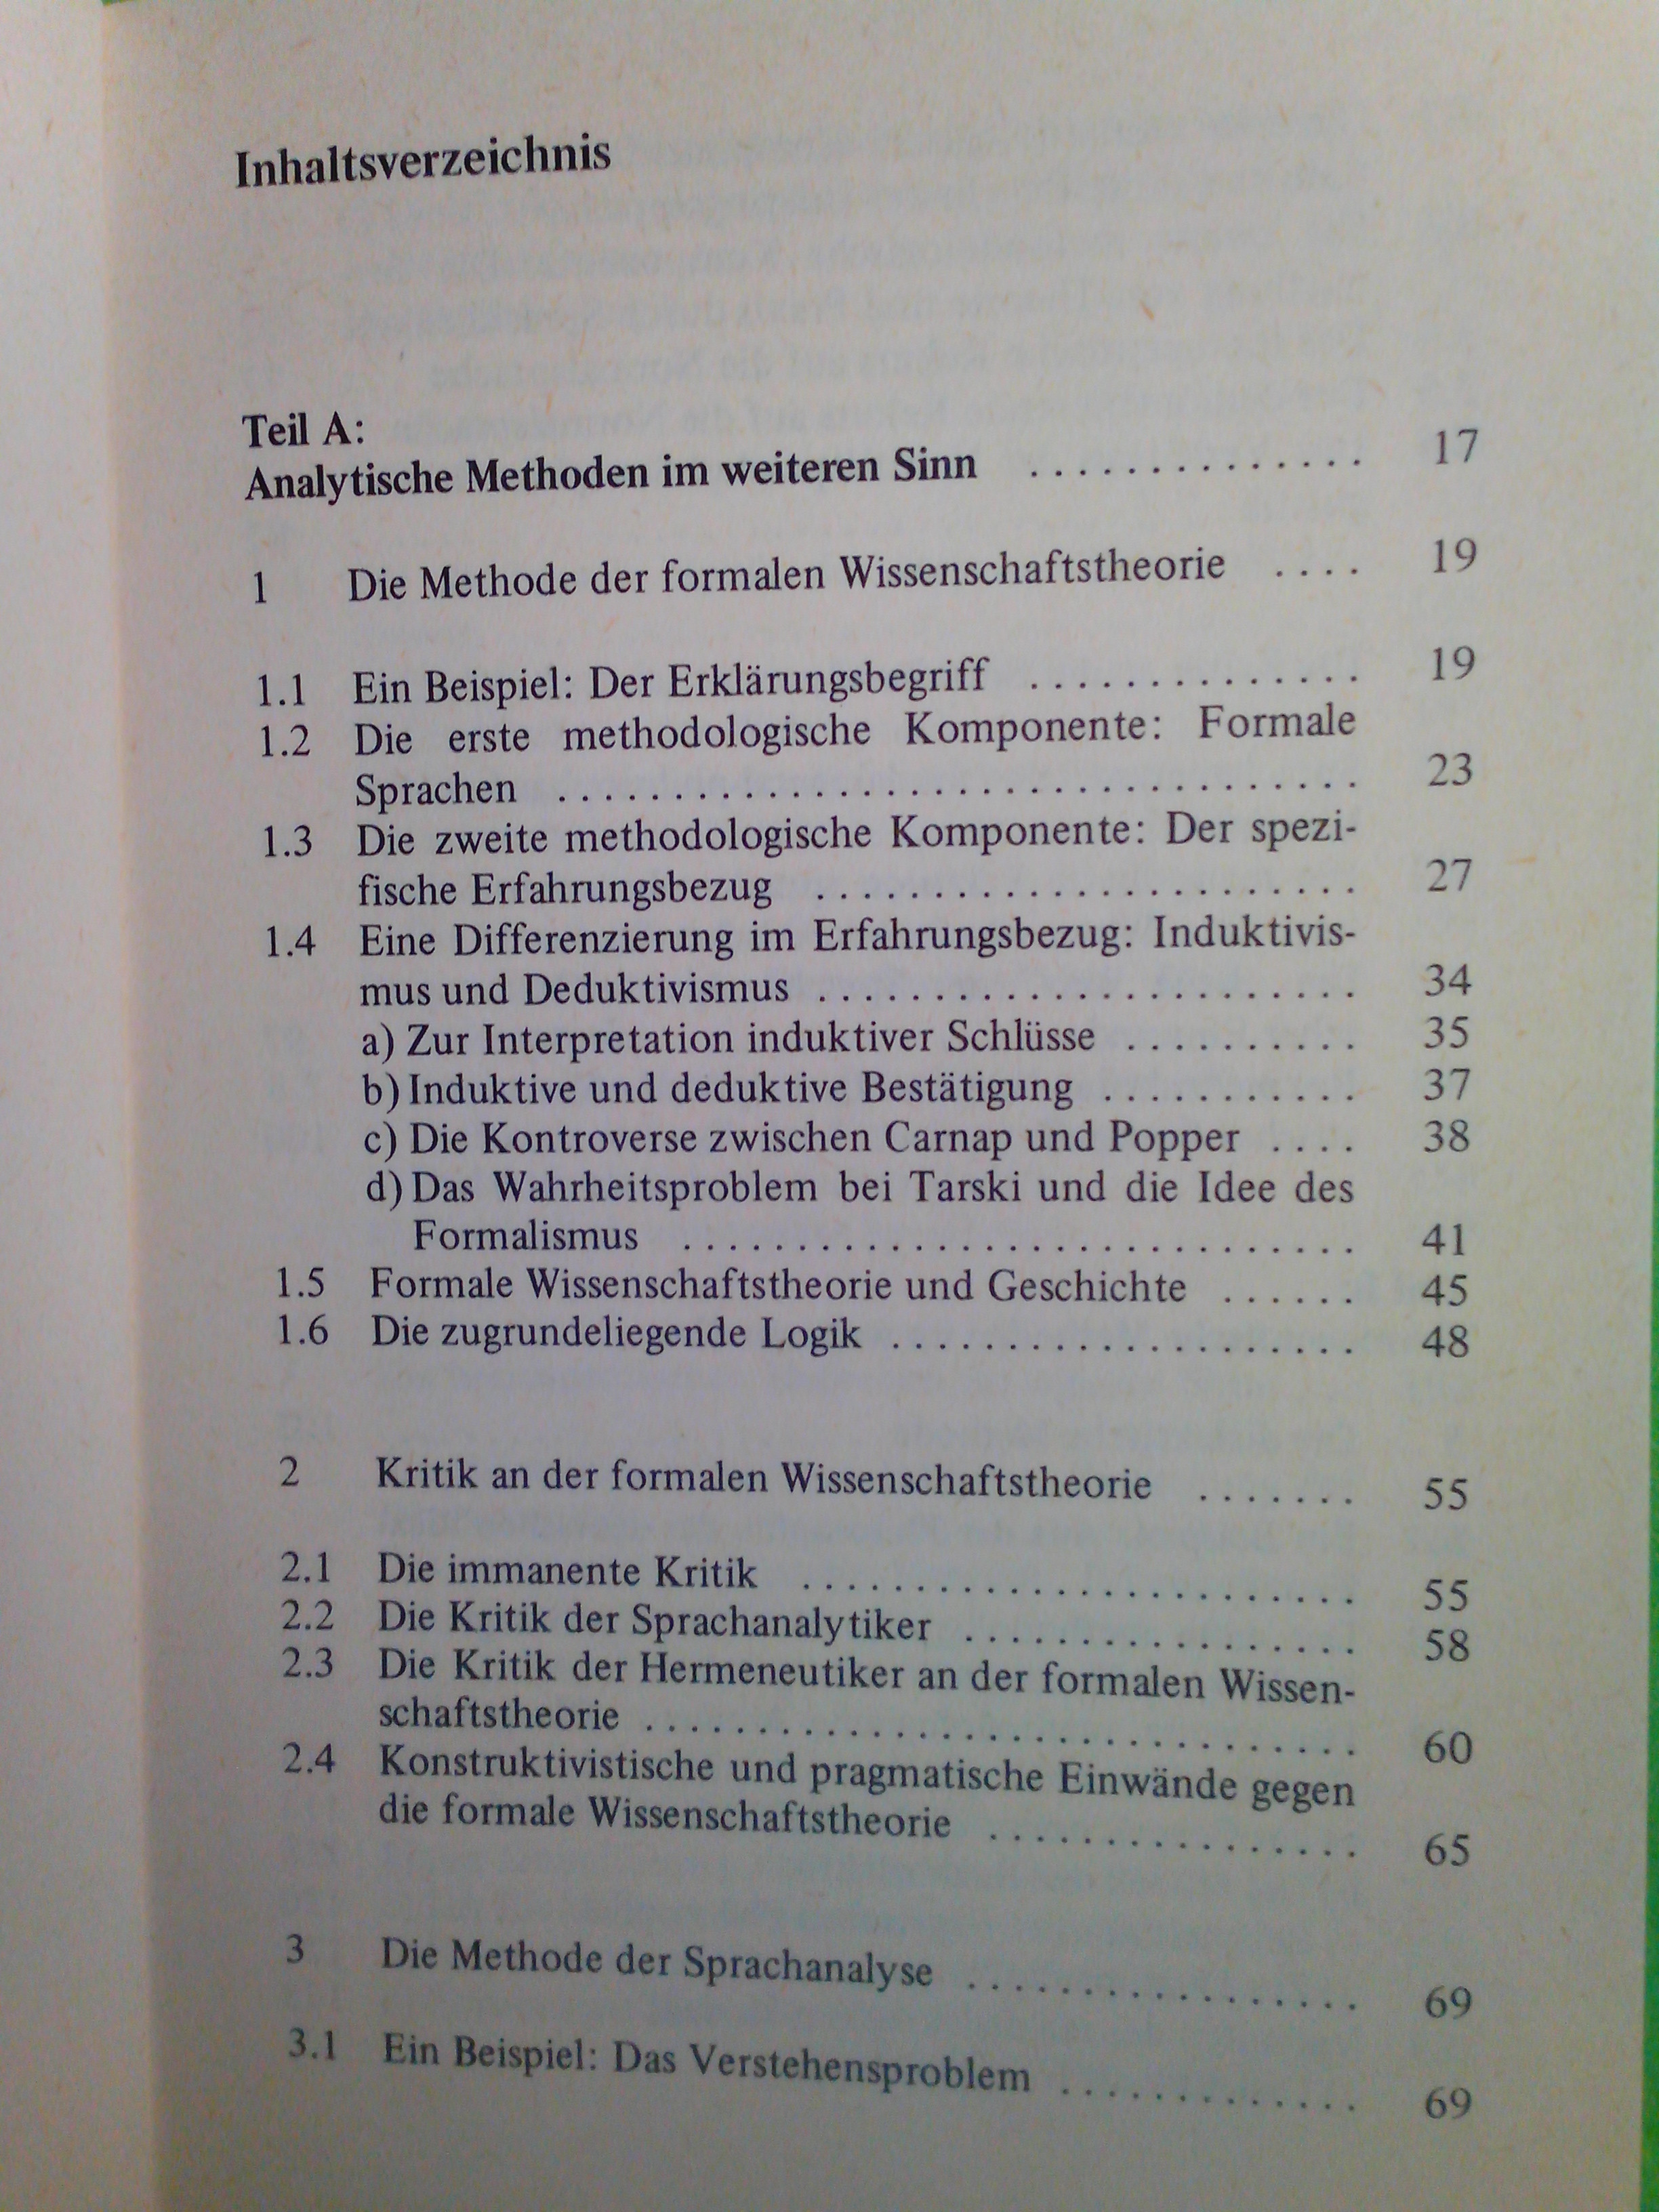 Inhaltsverzeichnis
Teil A:
Analytische Methoden im weiteren Sinn .............. 17
1 Die Methode der formalen Wissenschaftstheorie .... 19
1.1 Ein Beispiel: Der Erklärungsbegriff .............. 19
1.2 Die erste methodologische Komponente: Formale
Sprachen ................................... 23
1.3 Die zweite methodologische Komponente: Der spezi-
fische Erfahrungsbezug ....................... 27
1.4 Eine Differenzierung im Erfahrungsbezug: Induktivis-
mus und Deduktivismus ....................... 34
a) Zur Interpretation induktiver Schlüsse .......... 35
b) Induktive und deduktive Bestätigung ........... 37
c) Die Kontroverse zwischen Carnap und Popper .... 38
d) Das Wahrheitsproblem bei Tarski und die Idee des
Formalismus ............................. 41
1.5 Formale Wissenschaftstheorie und Geschichte ...... 45
1.6 Die zugrundeliegende Logik .................... 48
2 Kritik an der formalen Wissenschaftstheorie ....... 55
2.1 Die immanente Kritik ........................ 55
2.2 Die Kritik der Sprachanalytiker ................. 58
2.3 Die Kritik der Hermeneutiker an der formalen Wissen-
schaftstheorie ............................... 60
2.4 Konstruktivistische und pragmatische Einwände gegen
die formale Wissenschaftstheorie ................ 65
3 Die Methode der Sprachanalyse ................. 69
3.1 Ein Beispiel: Das Verstehensproblem ............. 69